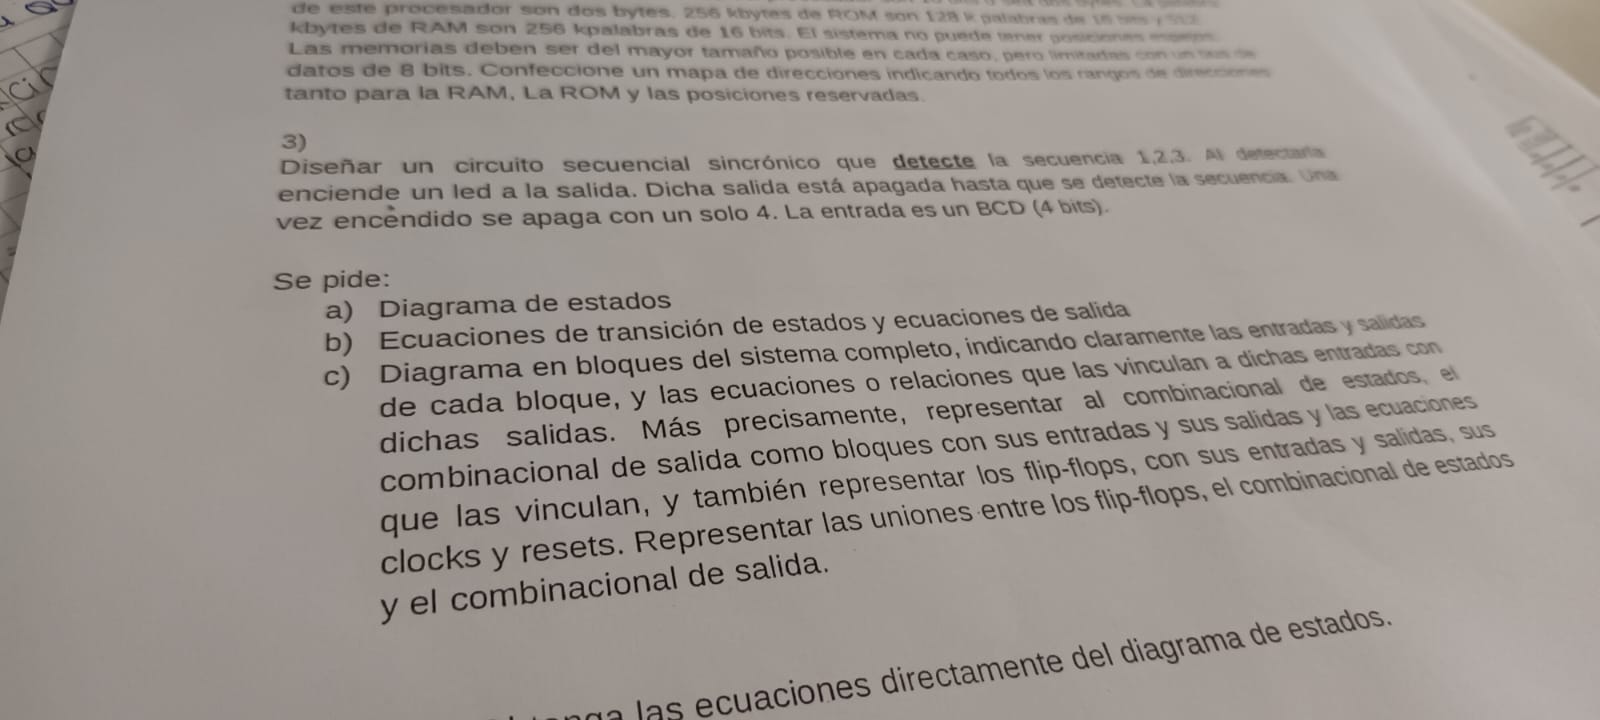 de este procesador son dos bytes. 256 kbytes de ROM son 128 k palabras de 16 bits y 512
kbytes de RAM son 256 kpalabras de 16 bits. El sistema no puede tener posiciones espejo.
Las memorias deben ser del mayor tamaño posible en cada caso, pero limitadas con un bus de
datos de 8 bits. Confeccione un mapa de direcciones indicando todos los rangos de direcciones
tanto para la RAM, La ROM y las posiciones reservadas.
3)
Diseñar un circuito secuencial sincrónico que detecte la secuencia 1,2,3. Al detectarla
enciende un led a la salida. Dicha salida está apagada hasta que se detecte la secuencia. Una
vez encendido se apaga con un solo 4. La entrada es un BCD (4 bits).
Se pide:
a) Diagrama de estados
b) Ecuaciones de transición de estados y ecuaciones de salida
c) Diagrama en bloques del sistema completo, indicando claramente las entradas y salidas
de cada bloque, y las ecuaciones o relaciones que las vinculan a dichas entradas con
dichas salidas. Más precisamente, representar al combinacional de estados, el
combinacional de salida como bloques con sus entradas y sus salidas y las ecuaciones
que las vinculan, y también representar los flip-flops, con sus entradas y salidas, sus
clocks y resets. Representar las uniones entre los flip-flops, el combinacional de estados
y el combinacional de salida.
las ecuaciones directamente del diagrama de estados.